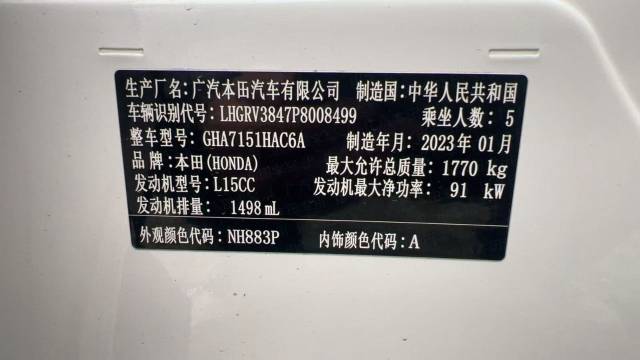 生产厂名：广汽本田汽车有限公司 制造国：中华人民共和国
车辆识别代号：LHGRV3847P8008499 乘坐人数：5
整车型号：GHA7151HAC6A 制造年月：2023年01月
品牌：本田(HONDA) 最大允许总质量：1770 kg
发动机型号：L15CC 发动机最大净功率：91 kW
发动机排量：1498 mL
外观颜色代码：NH883P 内饰颜色代码：A